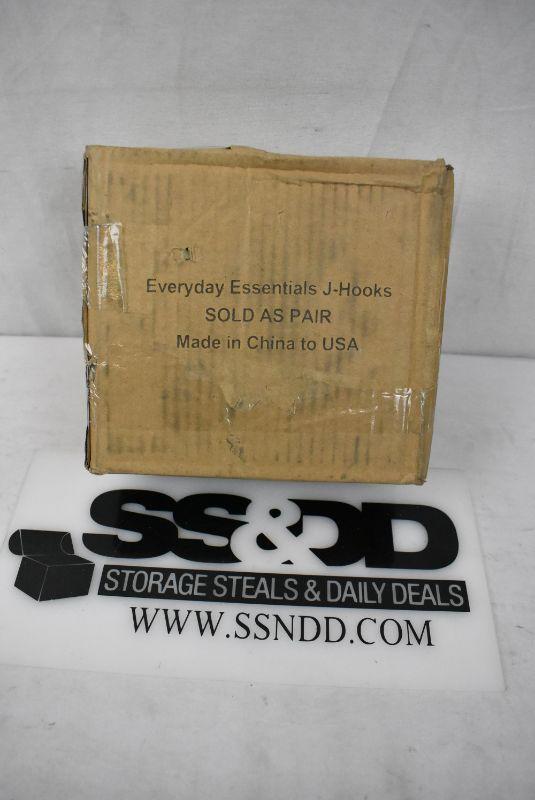 Everyday Essentials J-Hooks
SOLD AS PAIR
Made in China to USA
SS&DD
STORAGE STEALS & DAILY DEALS
WWW.SSNDD.COM